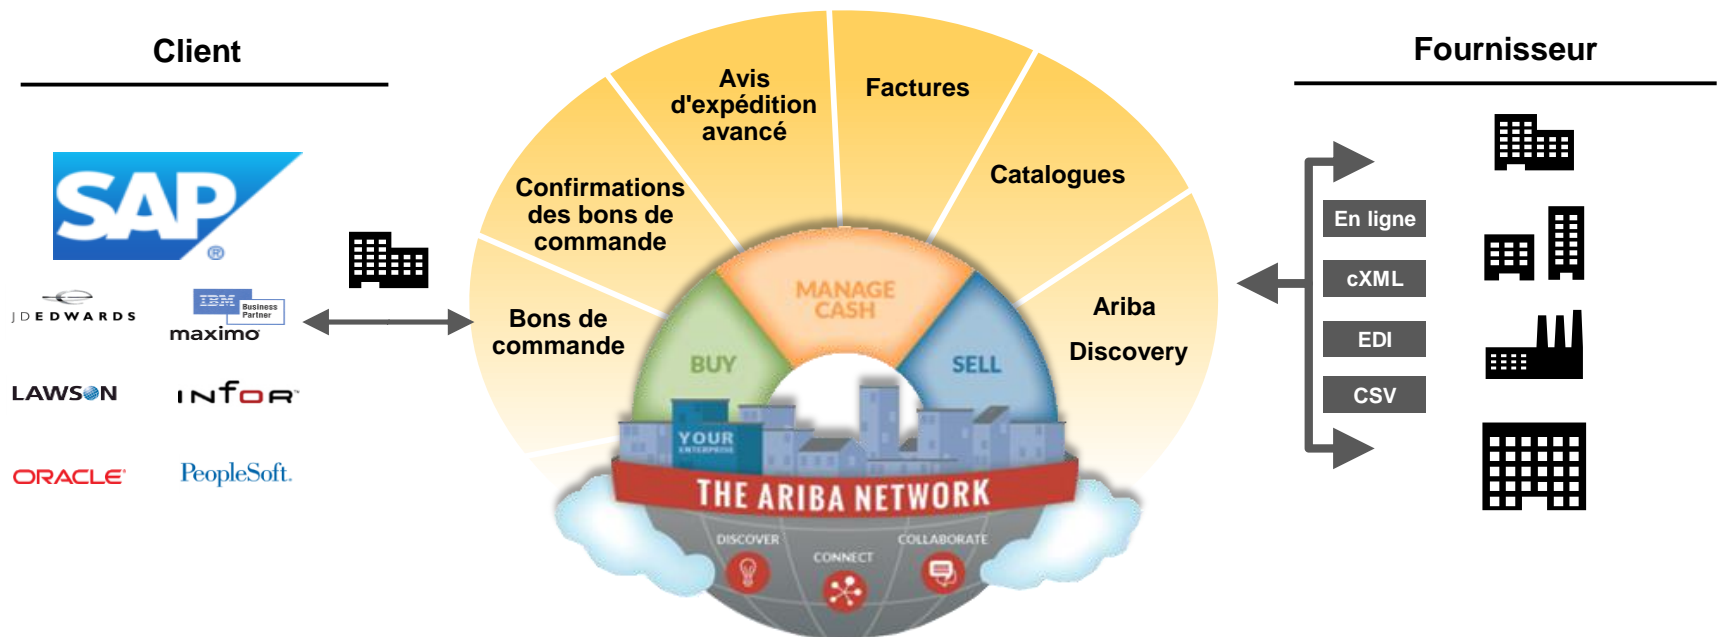 Client
SAP
®
JDEDWARDS
IBM
Business
Partner
maximo
LAWSON
INFOR™
ORACLE®
PeopleSoft.
Avis
d'expédition
avancé
Factures
Confirmations
des bons de
commande
Catalogues
Bons de
commande
Ariba
Discovery
MANAGE
CASH
BUY
SELL
YOUR
ENTERPRISE
THE ARIBA NETWORK
DISCOVER
CONNECT
COLLABORATE
Fournisseur
En ligne
cXML
EDI
CSV